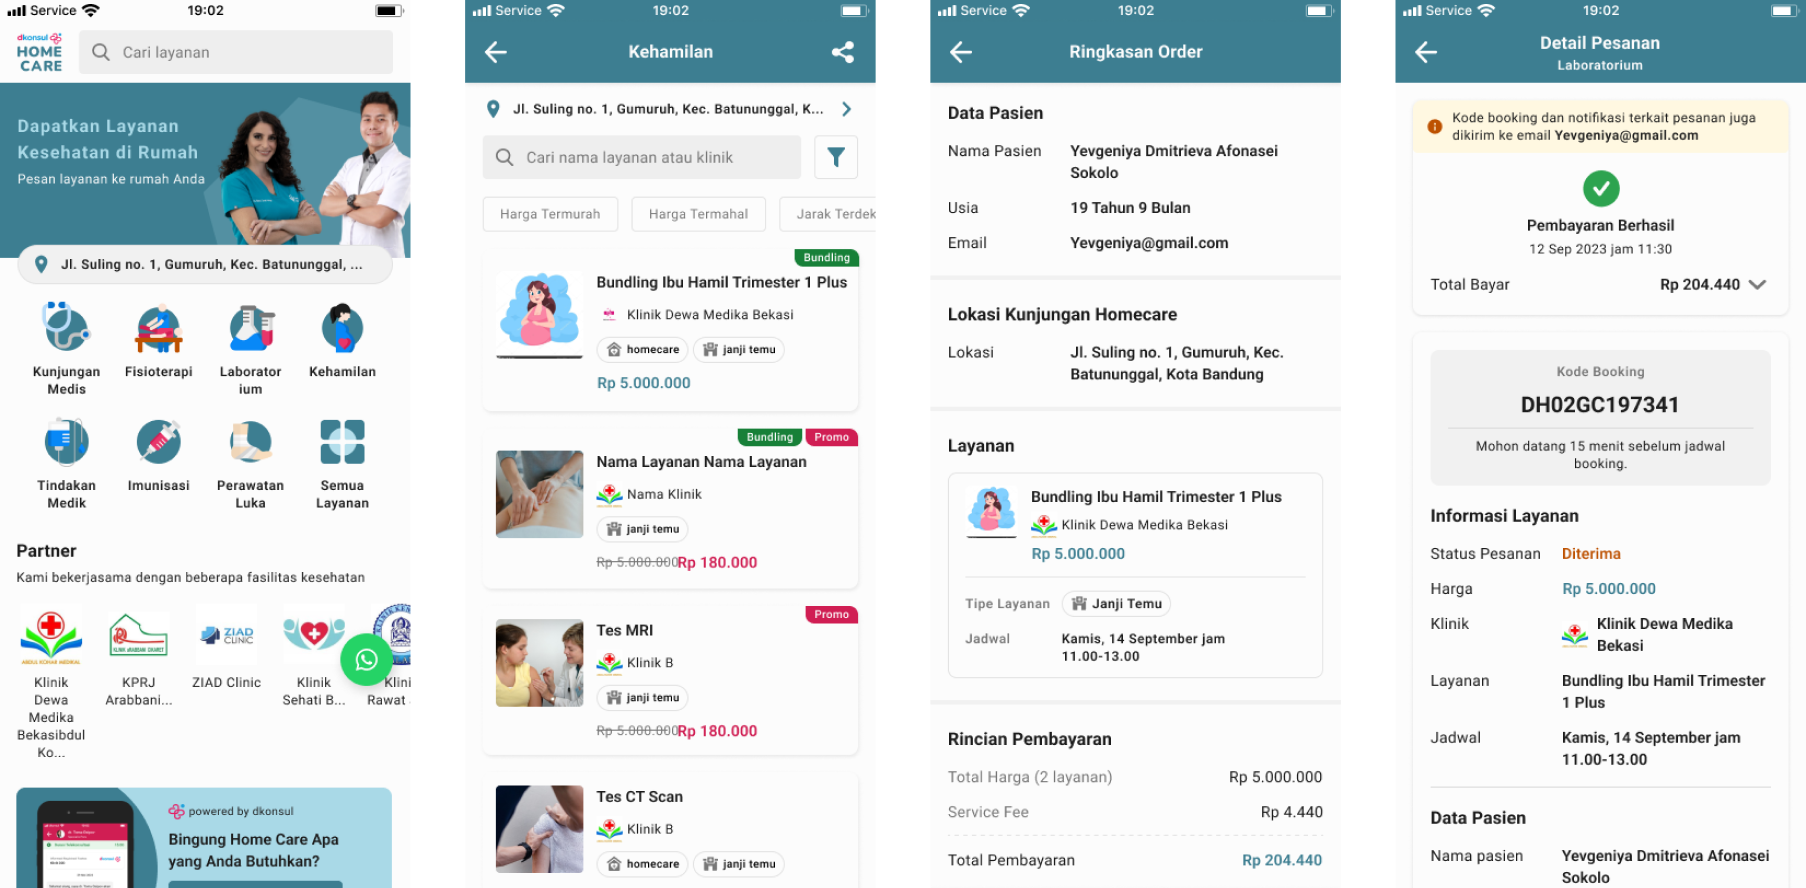 Service
19:02
dkonsul
HOME
CARE
Cari layanan
Dapatkan Layanan
Kesehatan di Rumah
Pesan layanan ke rumah Anda
Jl. Suling no. 1, Gumuruh, Kec. Batununggal, ...
Kunjungan
Medis
Fisioterapi
Laborator
ium
Kehamilan
Tindakan
Medik
Imunisasi
Perawatan
Luka
Semua
Layanan
Partner
Kami bekerjasama dengan beberapa fasilitas kesehatan
ZIAD
CLINIC
Klinik
Dewa
Medika
Bekasibdul
Ko...
KPRJ
Arabbani...
ZIAD Clinic
Klinik
Sehati B...
Klini
Rawat
powered by dkonsul
Bingung Home Care Apa
yang Anda Butuhkan?
Service
19:02
Kehamilan
Jl. Suling no. 1, Gumuruh, Kec. Batununggal, K...
Cari nama layanan atau klinik
Harga Termurah
Harga Termahal
Jarak Terdek
Bundling
Bundling Ibu Hamil Trimester 1 Plus
Klinik Dewa Medika Bekasi
homecare
janji temu
Rp 5.000.000
Bundling
Promo
Nama Layanan Nama Layanan
Nama Klinik
janji temu
Rp 5.000.000Rp 180.000
Promo
Tes MRI
Klinik B
janji temu
Rp 5.000.000Rp 180.000
Tes CT Scan
Klinik B
homecare
janji temu
Service
19:02
Ringkasan Order
Data Pasien
Nama Pasien
Yevgeniya Dmitrieva Afonasei
Sokolo
Usia
19 Tahun 9 Bulan
Email
Yevgeniya@gmail.com
Lokasi Kunjungan Homecare
Lokasi
Jl. Suling no. 1, Gumuruh, Kec.
Batununggal, Kota Bandung
Layanan
Bundling Ibu Hamil Trimester 1 Plus
Klinik Dewa Medika Bekasi
Rp 5.000.000
Tipe Layanan
Janji Temu
Jadwal
Kamis, 14 September jam
11.00-13.00
Rincian Pembayaran
Total Harga (2 layanan)
Rp 5.000.000
Service Fee
Rp 4.440
Total Pembayaran
Rp 204.440
Service
19:02
Detail Pesanan
Laboratorium
Kode booking dan notifikasi terkait pesanan juga
dikirim ke email Yevgeniya@gmail.com
Pembayaran Berhasil
12 Sep 2023 jam 11:30
Total Bayar
Rp 204.440
Kode Booking
DH02GC197341
Mohon datang 15 menit sebelum jadwal
booking.
Informasi Layanan
Status Pesanan
Diterima
Harga
Rp 5.000.000
Klinik
Klinik Dewa Medika
Bekasi
Layanan
Bundling Ibu Hamil Trimester
1 Plus
Jadwal
Kamis, 14 September jam
11.00-13.00
Data Pasien
Nama pasien
Yevgeniya Dmitrieva Afonasei
Sokolo